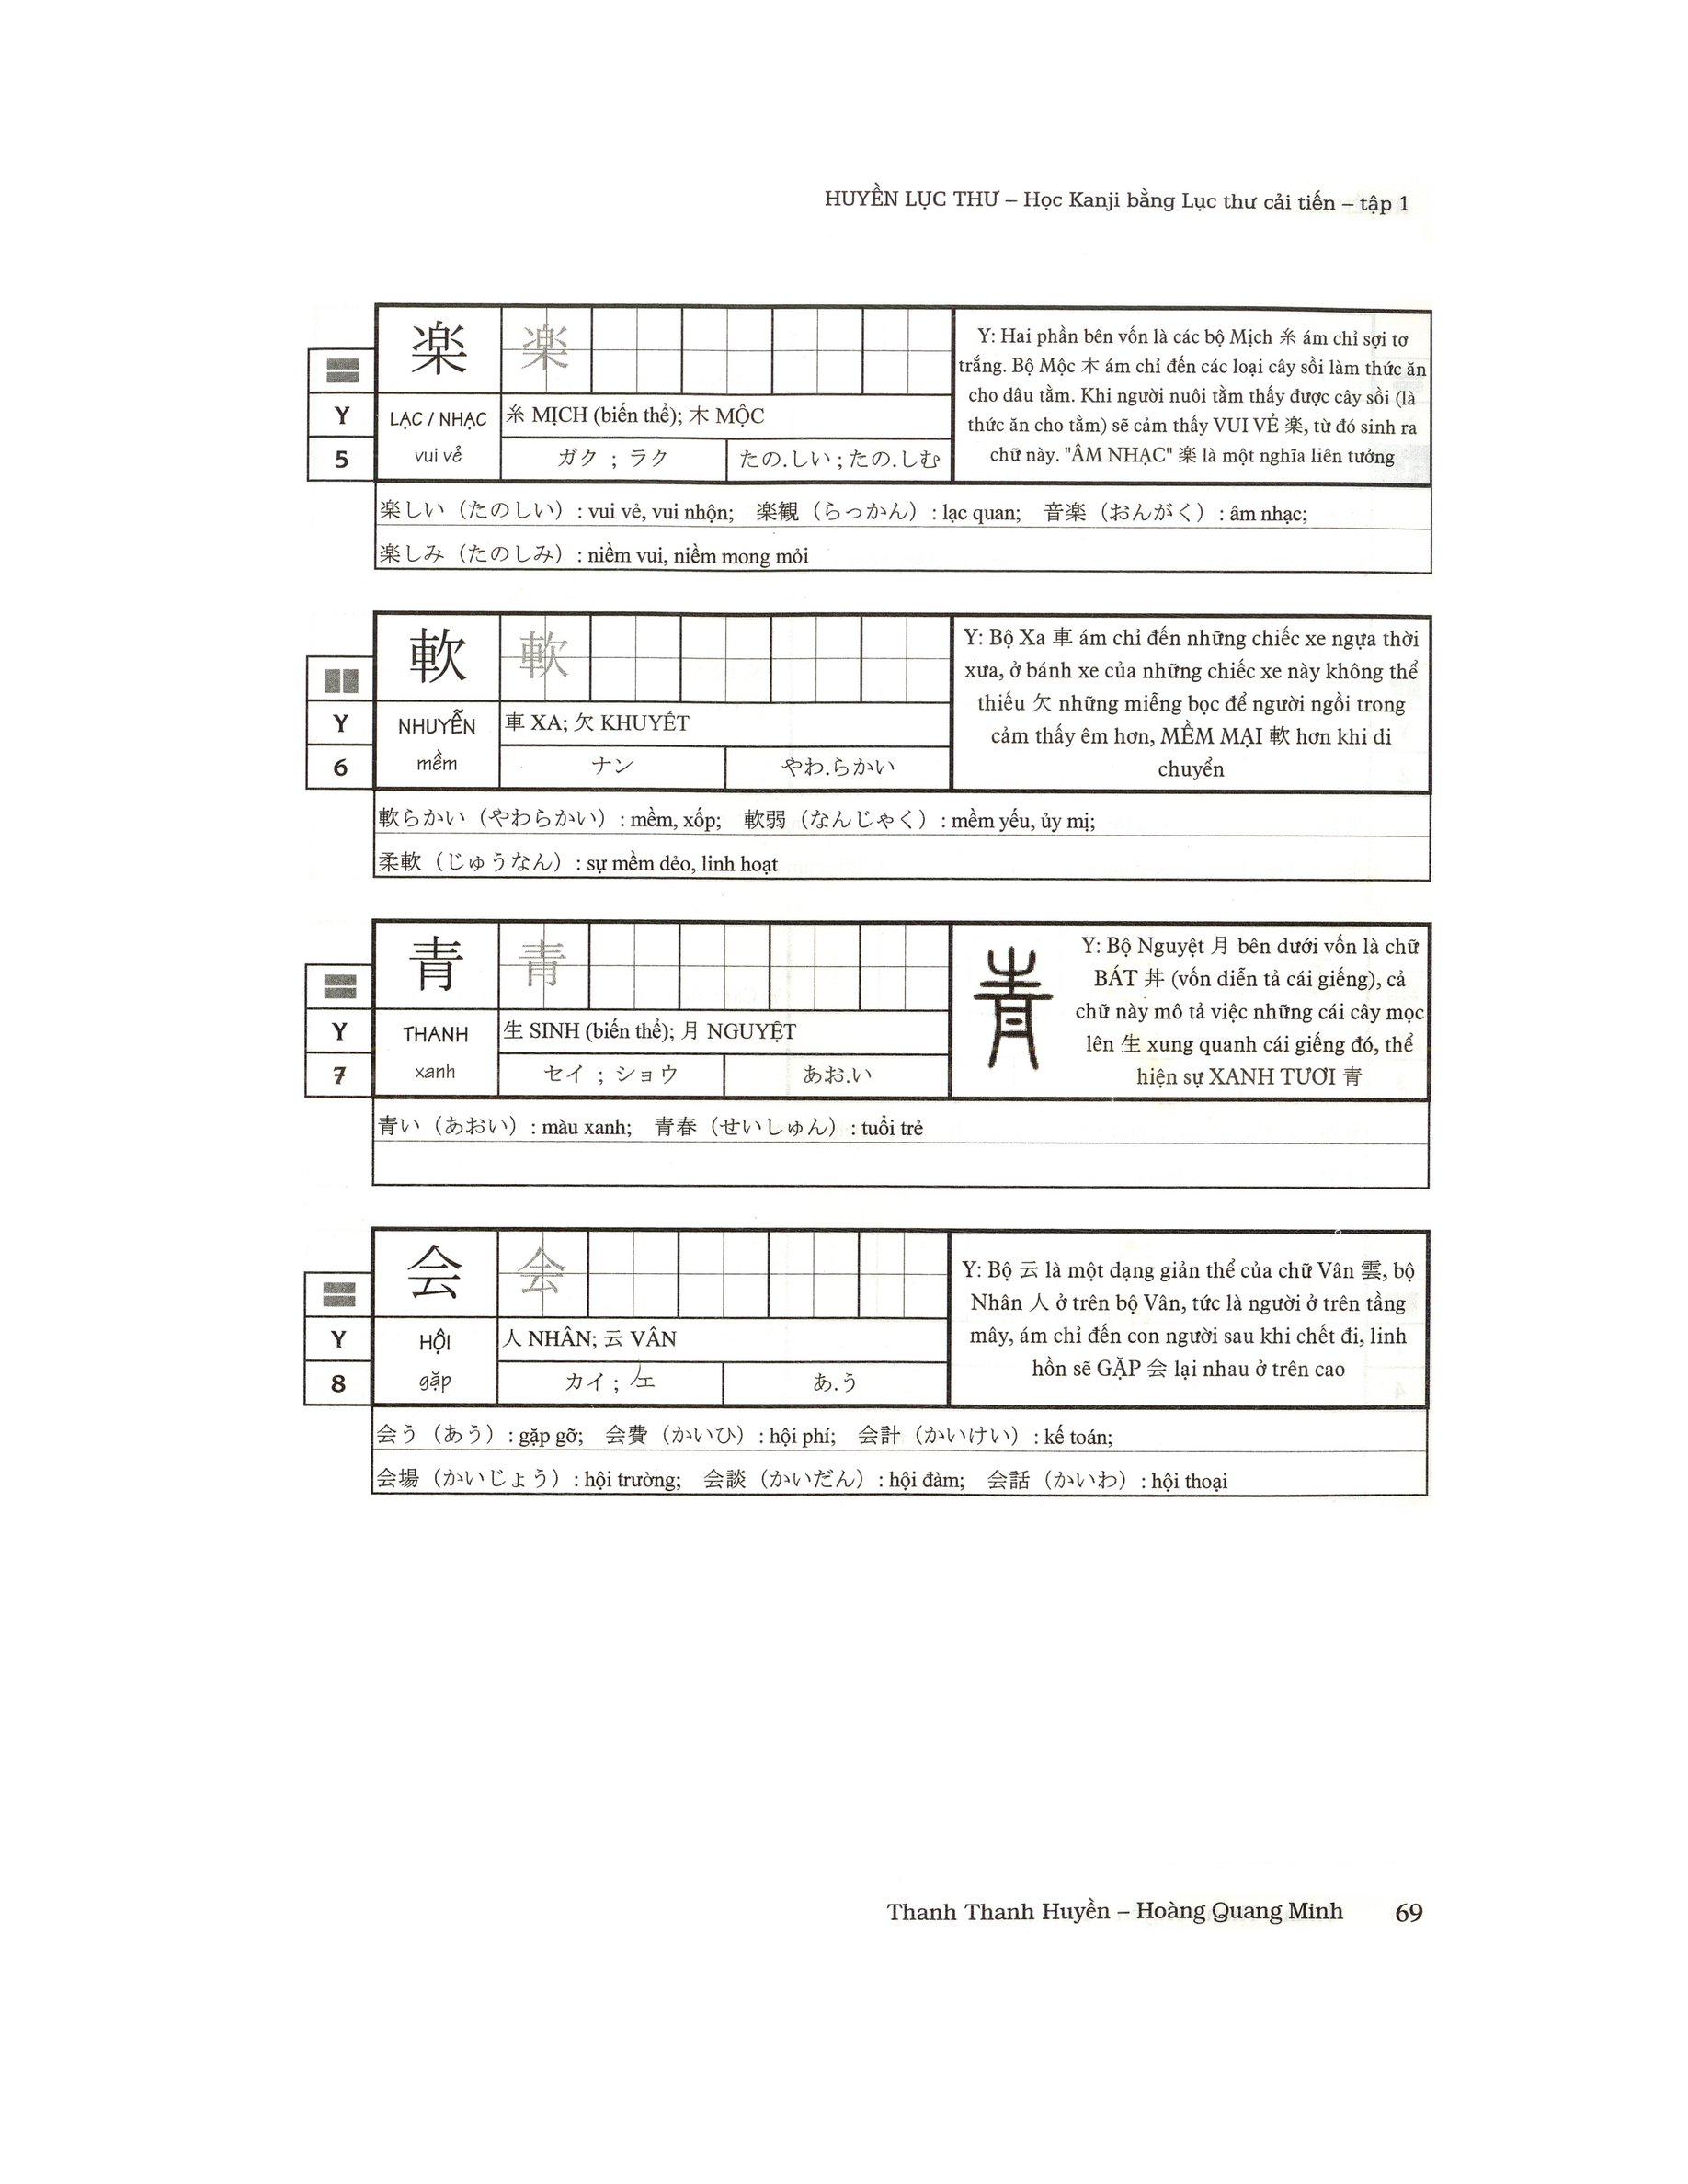 HUYỀN LỤC THƯ – Học Kanji bằng Lục thư cải tiến – tập 1
楽 楽
Y
5
LẠC / NHẠC
vui vẻ
糸 MỊCH (biến thể); 木 MỘC
ガク ; ラク たの.しい ; たの.しむ
Y: Hai phần bên vốn là các bộ Mịch 糸 ám chỉ sợi tơ
trắng. Bộ Mộc 木 ám chỉ đến các loại cây sồi làm thức ăn
cho dâu tằm. Khi người nuôi tằm thấy được cây sồi (là
thức ăn cho tằm) sẽ cảm thấy VUI VẺ 楽, từ đó sinh ra
chữ này. "ÂM NHẠC" 楽 là một nghĩa liên tưởng
楽しい（たのしい）: vui vẻ, vui nhộn; 楽観（らっかん）: lạc quan; 音楽（おんがく）: âm nhạc;
楽しみ（たのしみ）: niềm vui, niềm mong mỏi
軟 軟
Y
6
NHUYỄN
mềm
車 XA; 欠 KHUYẾT
ナン やわ.らかい
Y: Bộ Xa 車 ám chỉ đến những chiếc xe ngựa thời
xưa, ở bánh xe của những chiếc xe này không thể
thiếu 欠 những miếng bọc để người ngồi trong
cảm thấy êm hơn, MỀM MẠI 軟 hơn khi di
chuyển
軟らかい（やわらかい）: mềm, xốp; 軟弱（なんじゃく）: mềm yếu, ủy mị;
柔軟（じゅうなん）: sự mềm dẻo, linh hoạt
青 青
Y
7
THANH
xanh
生 SINH (biến thể); 月 NGUYỆT
セイ ; ショウ あお.い
青
Y: Bộ Nguyệt 月 bên dưới vốn là chữ
BÁT 丼 (vốn diễn tả cái giếng), cả
chữ này mô tả việc những cái cây mọc
lên 生 xung quanh cái giếng đó, thể
hiện sự XANH TƯƠI 青
青い（あおい）: màu xanh; 青春（せいしゅん）: tuổi trẻ
会 会
Y
8
HỘI
gặp
人 NHÂN; 云 VÂN
カイ ; エ あ.う
Y: Bộ 云 là một dạng giản thể của chữ Vân 雲, bộ
Nhân 人 ở trên bộ Vân, tức là người ở trên tầng
mây, ám chỉ đến con người sau khi chết đi, linh
hồn sẽ GẶP 会 lại nhau ở trên cao
会う（あう）: gặp gỡ; 会費（かいひ）: hội phí; 会計（かいけい）: kế toán;
会場（かいじょう）: hội trường; 会談（かいだん）: hội đàm; 会話（かいわ）: hội thoại
Thanh Thanh Huyền – Hoàng Quang Minh 69